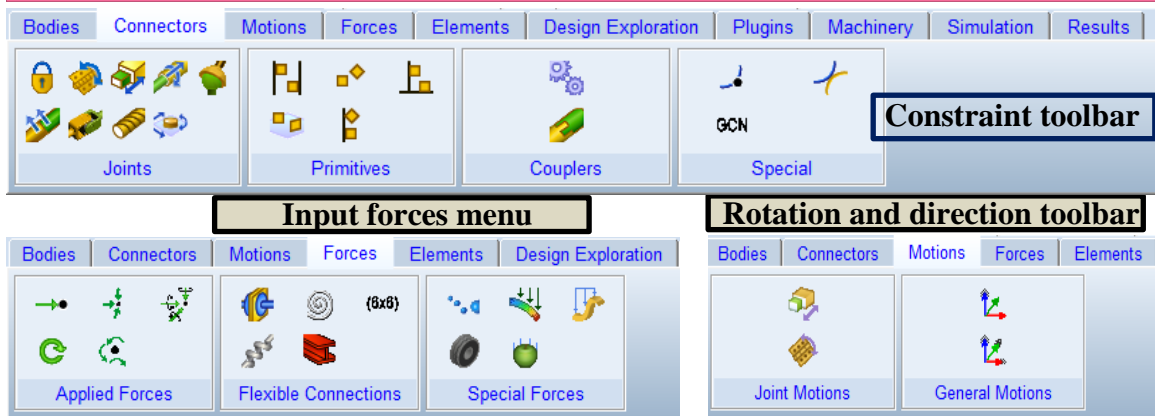 Bodies Connectors Motions Forces Elements Design Exploration Plugins Machinery Simulation Results
GCN
Constraint toolbar
Joints Primitives Couplers Special
Input forces menu Rotation and direction toolbar
Bodies Connectors Motions Forces Elements Design Exploration
(6x6)
Applied Forces Flexible Connections Special Forces
Bodies Connectors Motions Forces Elements
Joint Motions General Motions